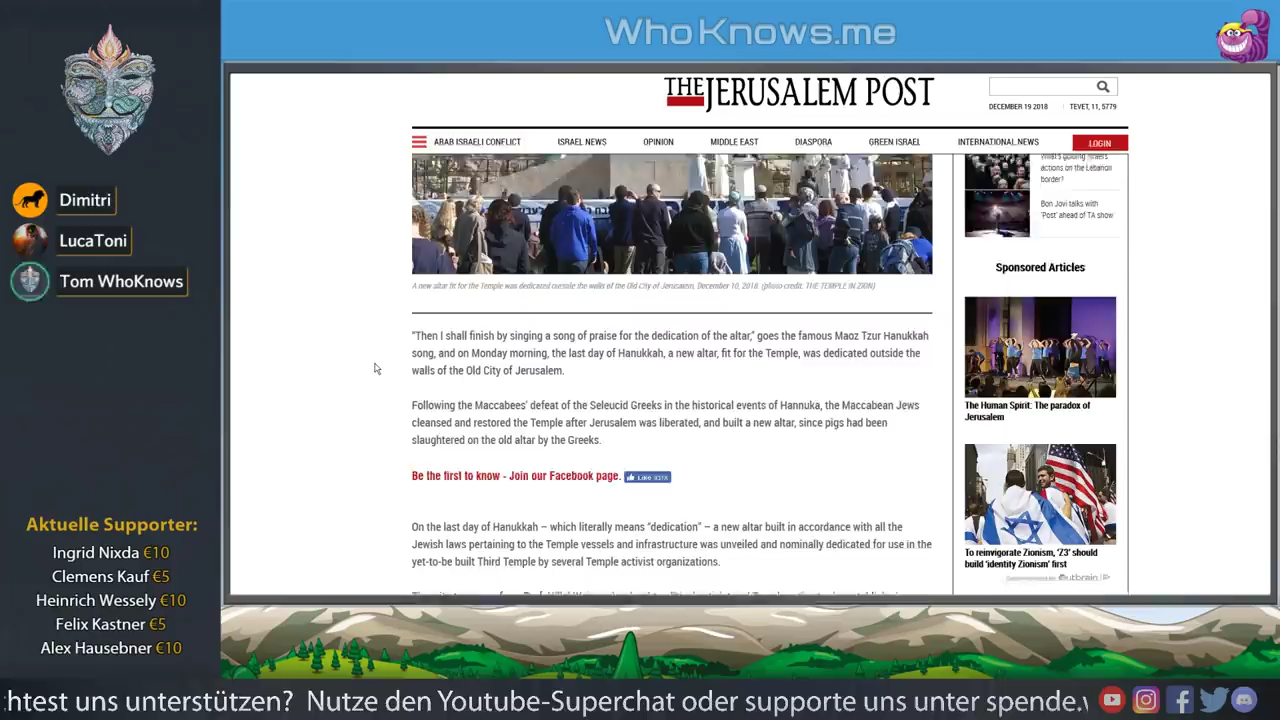 WhoKnows.me
THE JERUSALEM POST
DECEMBER 19 2018
TEVET, 11, 5779
ARAB ISRAELI CONFLICT
ISRAEL NEWS
OPINION
MIDDLE EAST
DIASPORA
GREEN ISRAEL
INTERNATIONAL NEWS
LOGIN
Dimitri
LucaToni
Tom WhoKnows
Aktuelle Supporter:
Ingrid Nixda €10
Clemens Kauf €5
Heinrich Wessely €10
Felix Kastner €5
Alex Hausebner €10
A new altar fit for the Temple was dedicated outside the walls of the Old City of Jerusalem, December 10, 2018. (photo credit: THE TEMPLE IN ZION)
"Then I shall finish by singing a song of praise for the dedication of the altar," goes the famous Maoz Tzur Hanukkah
song, and on Monday morning, the last day of Hanukkah, a new altar, fit for the Temple, was dedicated outside the
walls of the Old City of Jerusalem.
Following the Maccabees' defeat of the Seleucid Greeks in the historical events of Hannuka, the Maccabean Jews
cleansed and restored the Temple after Jerusalem was liberated, and built a new altar, since pigs had been
slaughtered on the old altar by the Greeks.
Be the first to know - Join our Facebook page.
Like
On the last day of Hanukkah – which literally means "dedication" – a new altar built in accordance with all the
Jewish laws pertaining to the Temple vessels and infrastructure was unveiled and nominally dedicated for use in the
yet-to-be built Third Temple by several Temple activist organizations.
actions on the Lebanon
border?
Bon Jovi talks with
'Post' ahead of TA show
Sponsored Articles
The Human Spirit: The paradox of
Jerusalem
To reinvigorate Zionism, 'Z3' should
build 'identity Zionism' first
Outbrain
htest uns unterstützen? Nutze den Youtube-Superchat oder supporte uns unter spende.